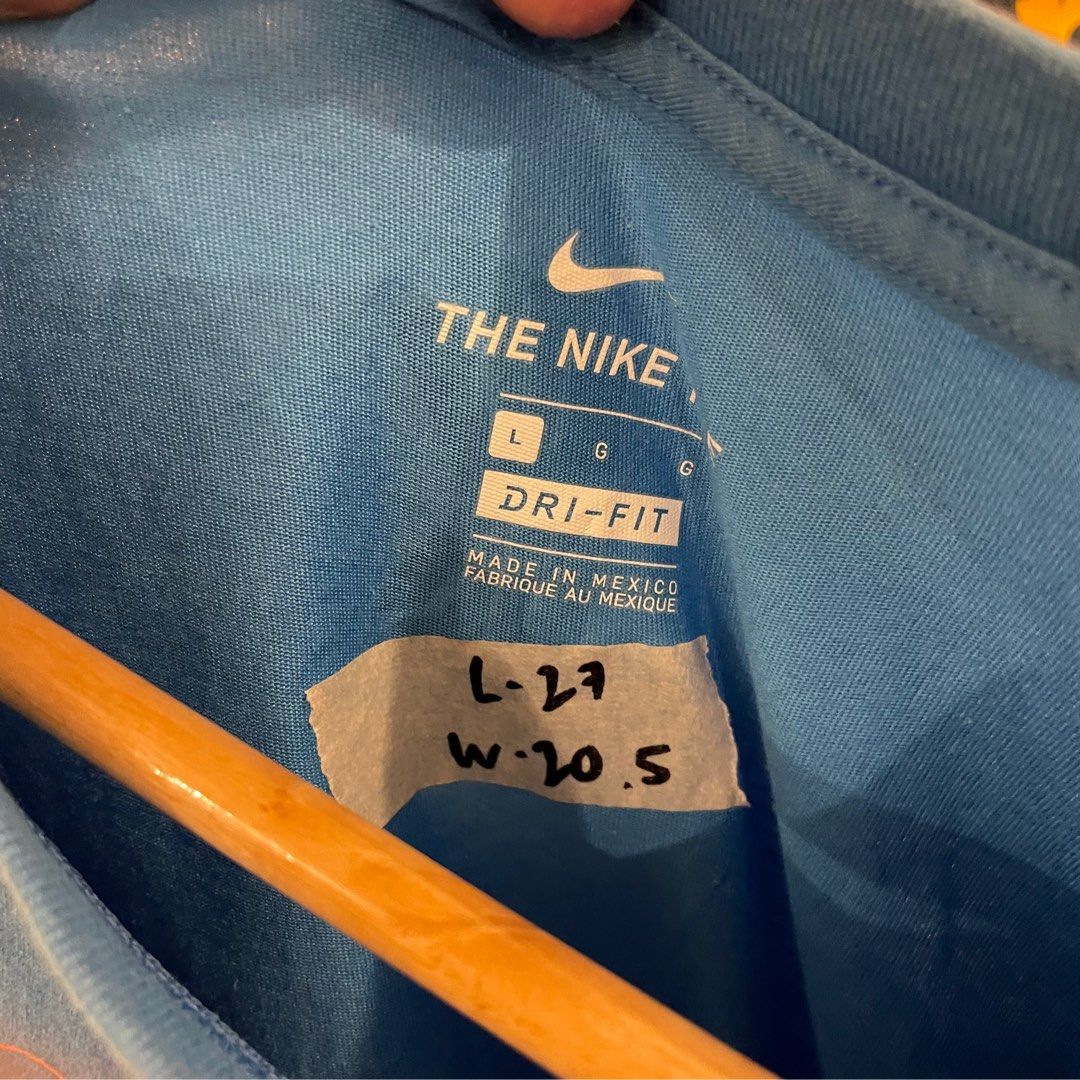 THE NIKE
L G G
DRI-FIT
MADE IN MEXICO
FABRIQUE AU MEXIQUE
L-27
W-20.5